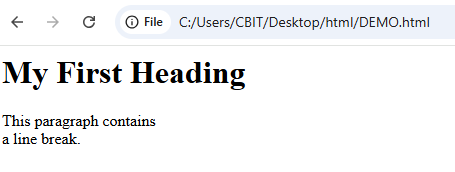 File C:/Users/CBIT/Desktop/html/DEMO.html
My First Heading
This paragraph contains
a line break.